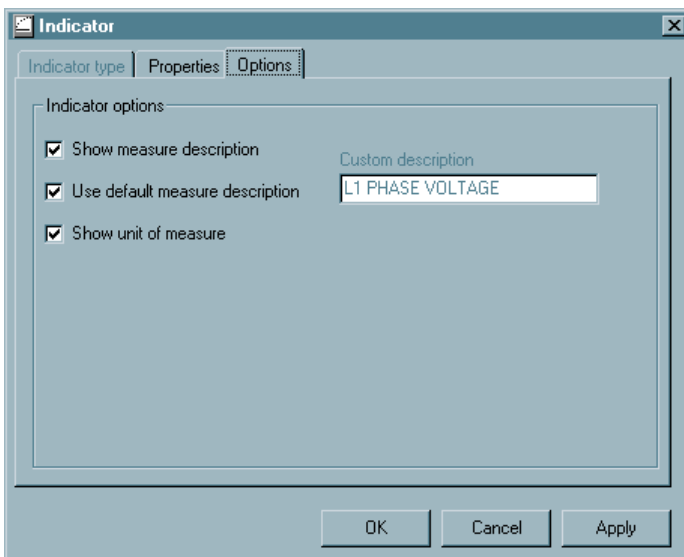 Indicator
Indicator type Properties Options
Indicator options
Show measure description
Custom description
Use default measure description
L1 PHASE VOLTAGE
Show unit of measure
OK Cancel Apply